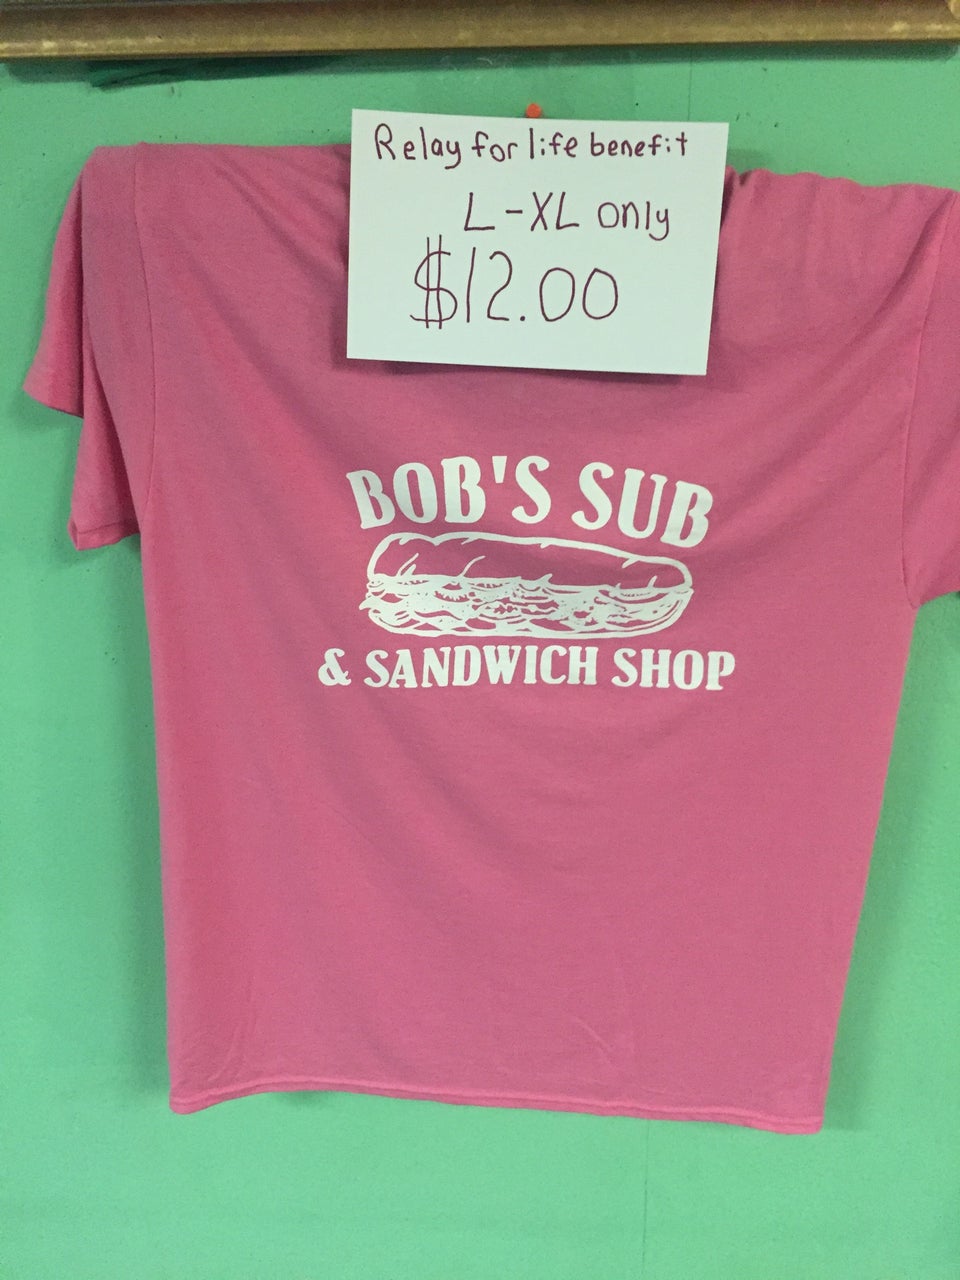 Relay for life benefit
L-XL only
$12.00
BOB'S SUB
& SANDWICH SHOP